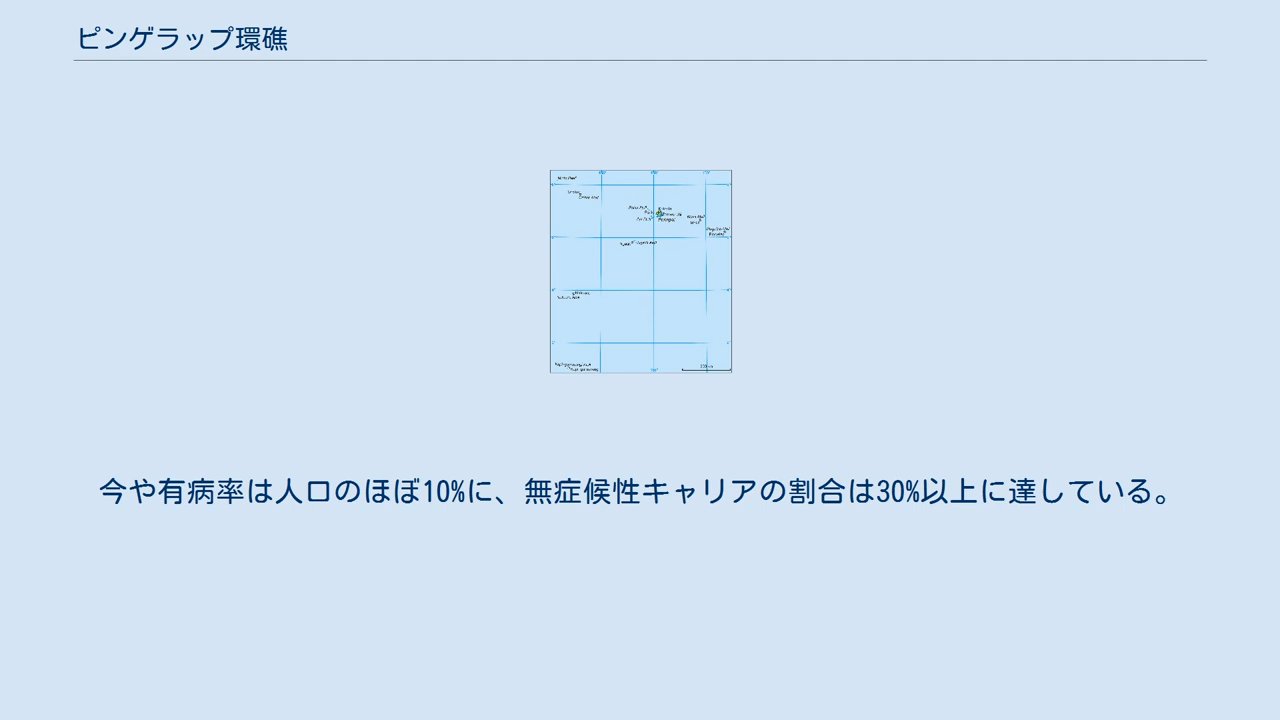 ピンゲラップ環礁
今や有病率は人口のほぼ10%に、無症候性キャリアの割合は30%以上に達している。